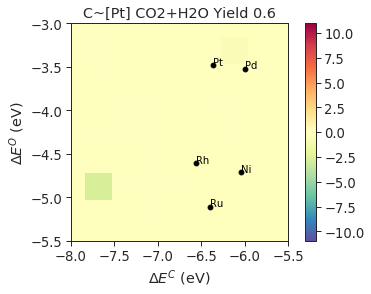 C~[Pt] CO2+H2O Yield 0.6
ΔE^O (eV)
−3.0
−3.5
−4.0
−4.5
−5.0
−5.5
Pt
Pd
Rh
Ni
Ru
−8.0 −7.5 −7.0 −6.5 −6.0 −5.5
ΔE^C (eV)
10.0
7.5
5.0
2.5
0.0
−2.5
−5.0
−7.5
−10.0